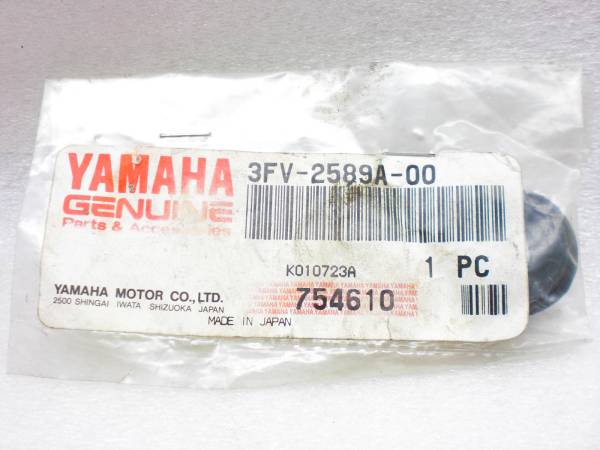 YAMAHA
GENUINE
Parts & Accessories
3FV-2589A-00
K010723A
1 PC
YAMAHA MOTOR CO., LTD.
2500 SHINGAI IWATA SHIZUOKA JAPAN
754610
MADE IN JAPAN